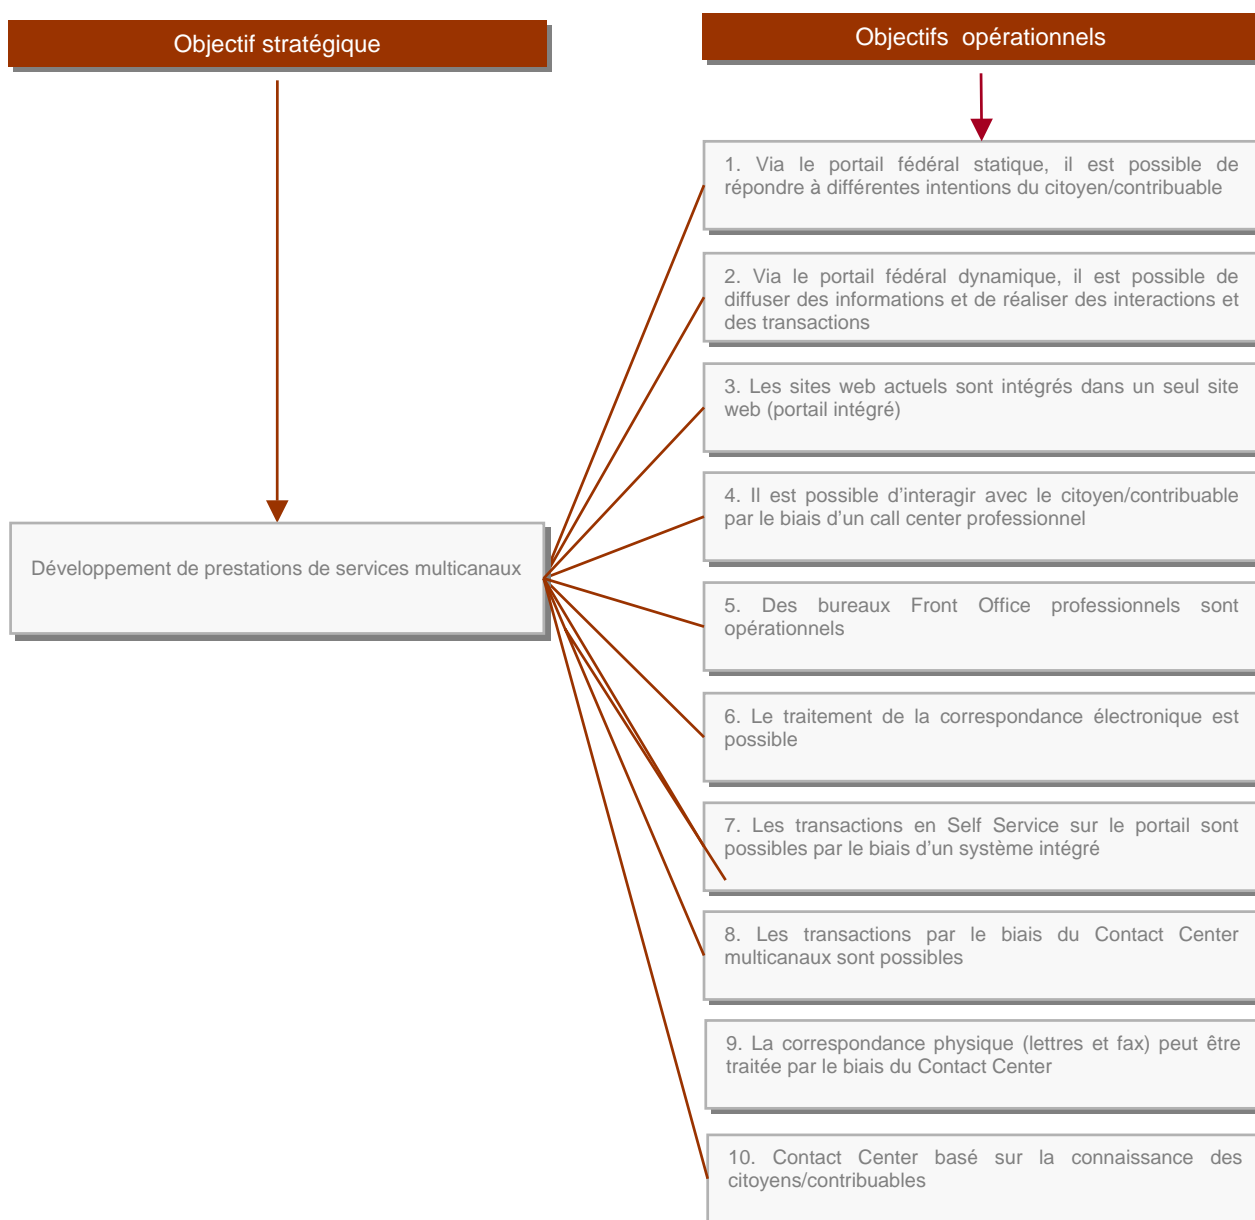 Objectif stratégique
Objectifs opérationnels
Développement de prestations de services multicanaux
1. Via le portail fédéral statique, il est possible de
répondre à différentes intentions du citoyen/contribuable
2. Via le portail fédéral dynamique, il est possible de
diffuser des informations et de réaliser des interactions et
des transactions
3. Les sites web actuels sont intégrés dans un seul site
web (portail intégré)
4. Il est possible d’interagir avec le citoyen/contribuable
par le biais d’un call center professionnel
5. Des bureaux Front Office professionnels sont
opérationnels
6. Le traitement de la correspondance électronique est
possible
7. Les transactions en Self Service sur le portail sont
possibles par le biais d’un système intégré
8. Les transactions par le biais du Contact Center
multicanaux sont possibles
9. La correspondance physique (lettres et fax) peut être
traitée par le biais du Contact Center
10. Contact Center basé sur la connaissance des
citoyens/contribuables